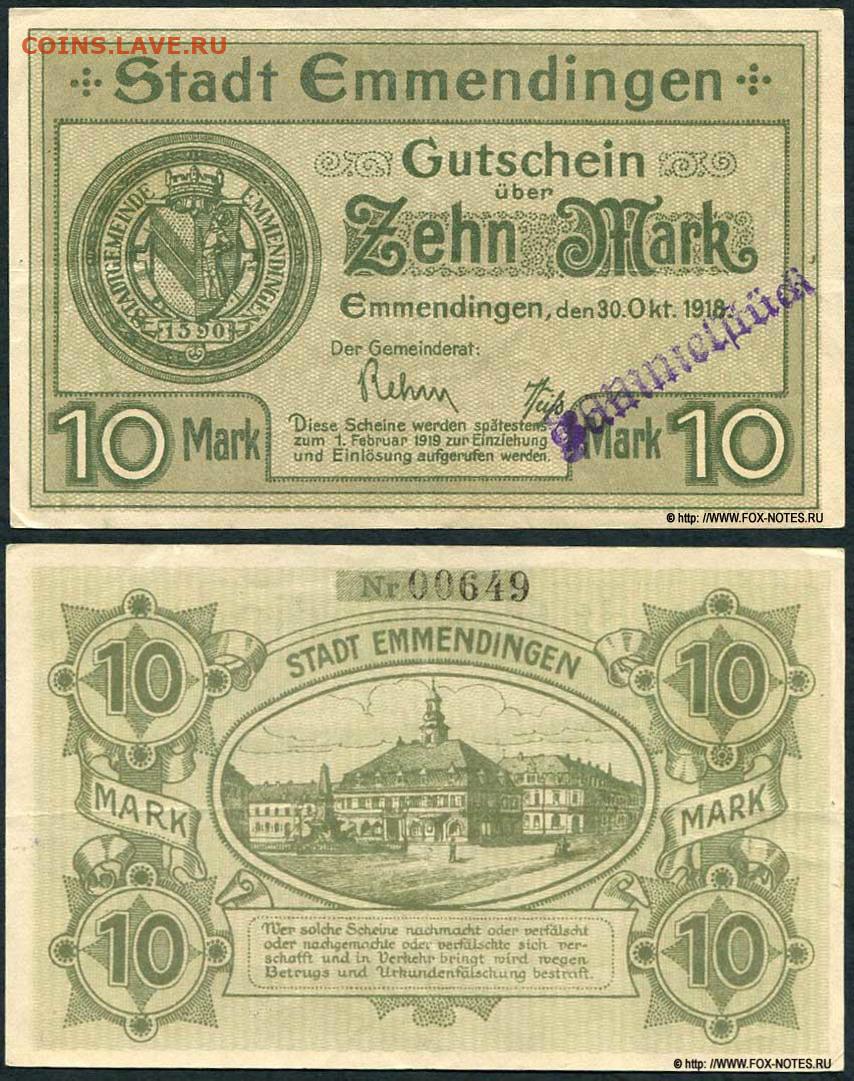 COINS.LAVE.RU
Stadt Emmendingen
STADTGEMEINDE EMMENDINGEN
1590
Gutschein
über
Zehn Mark
Emmendingen, den 30. Okt. 1918.
Der Gemeinderat:
Rehm
Diese Scheine werden spätestens
zum 1. Februar 1919 zur Einziehung
und Einlösung aufgerufen werden.
10 Mark
Mark 10
Sammelstück
© http: //WWW.FOX-NOTES.RU
Nr 00649
STADT EMMENDINGEN
10
10
MARK
MARK
10
10
Wer solche Scheine nachmacht oder verfälscht
oder nachgemachte oder verfälschte sich ver-
schafft und in Verkehr bringt wird wegen
Betrugs und Urkundenfälschung bestraft.
© http: //WWW.FOX-NOTES.RU